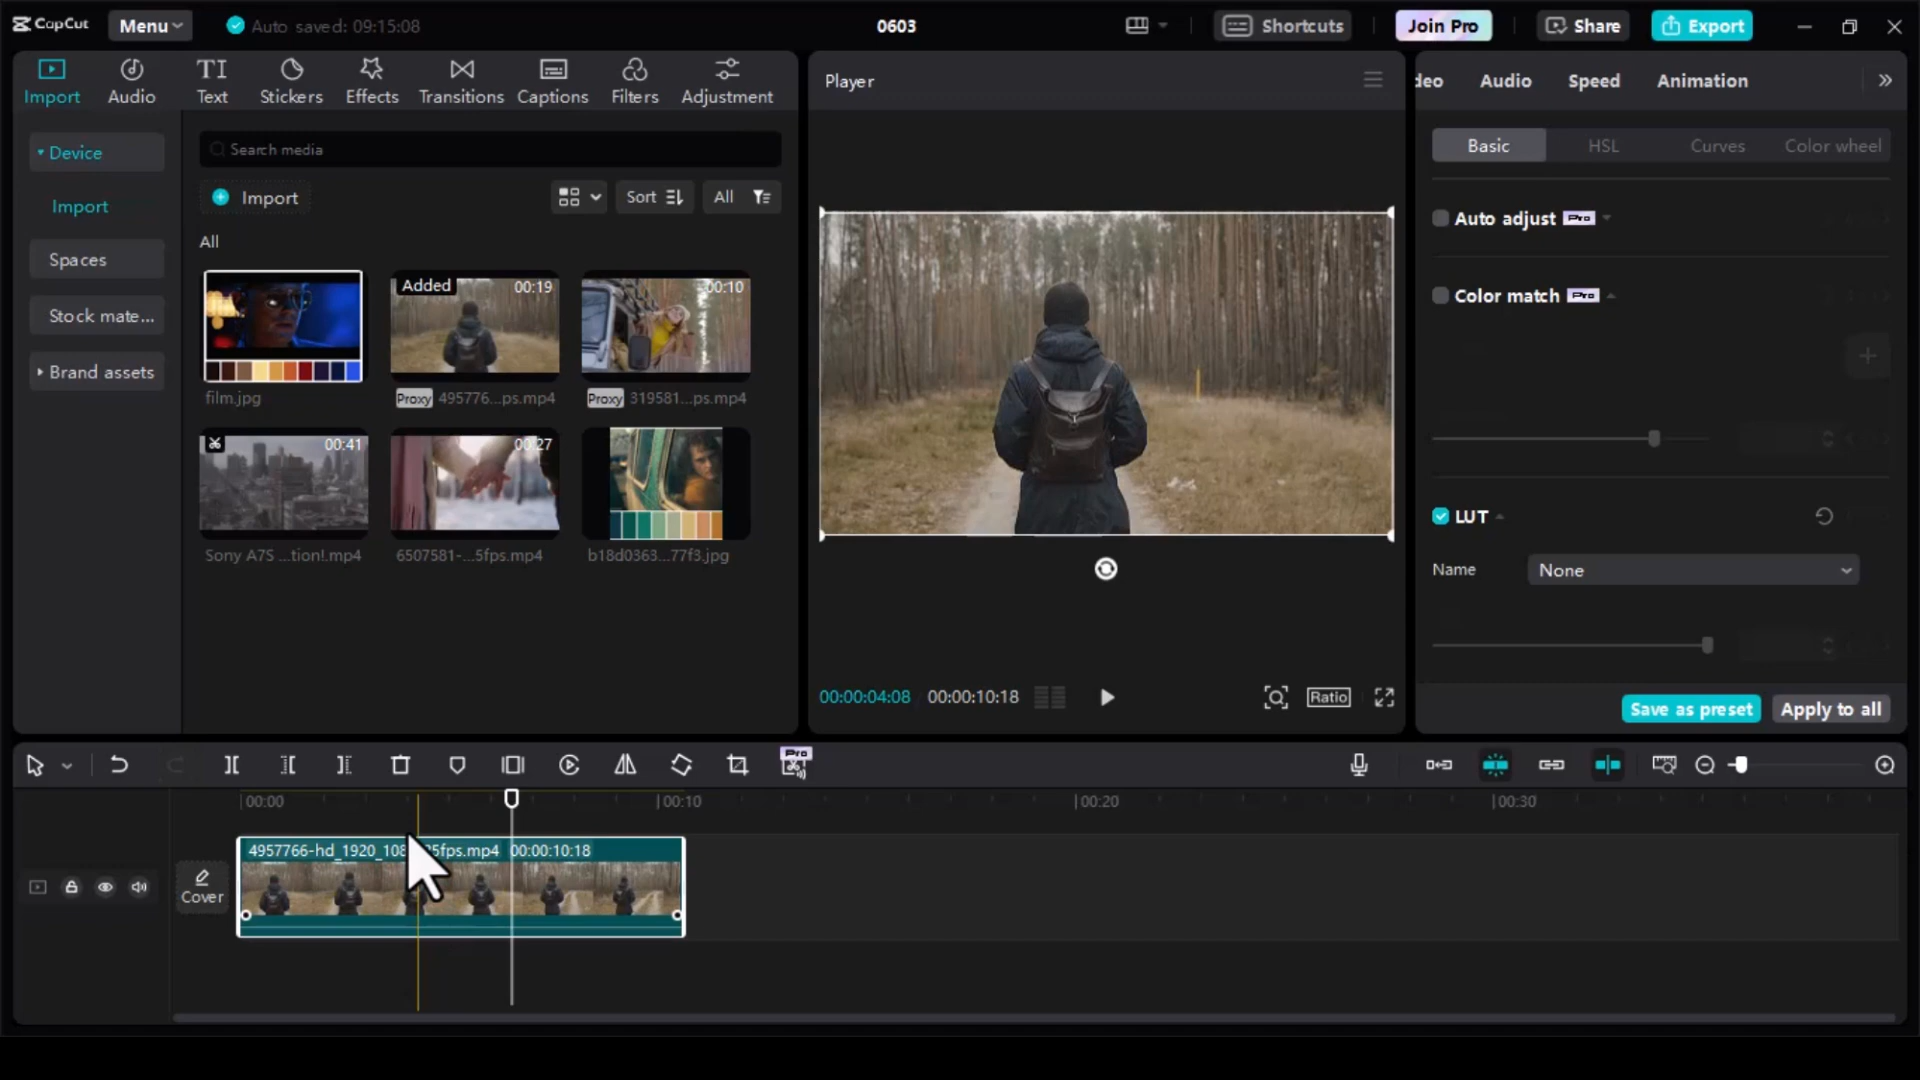 CapCut Menu Auto saved: 09:15:08 0603 Shortcuts Join Pro Share Export
Import Audio Text Stickers Effects Transitions Captions Filters Adjustment
Device
Import
Spaces
Stock mate...
Brand assets
Search media
Import Sort All
All
film.jpg
Added 00:19
Proxy 495776...ps.mp4
00:10
Proxy 319581...ps.mp4
00:41
Sony A7S ...tion!.mp4
00:27
6507581-...5fps.mp4
b18d0363...77f3.jpg
Player
00:00:04:08 00:00:10:18 Ratio
Audio Speed Animation
Basic HSL Curves Color wheel
Auto adjust Pro
Color match Pro
LUT
Name None
Save as preset Apply to all
Pro
00:00 00:10 00:20 00:30
Cover
00:00:10:18